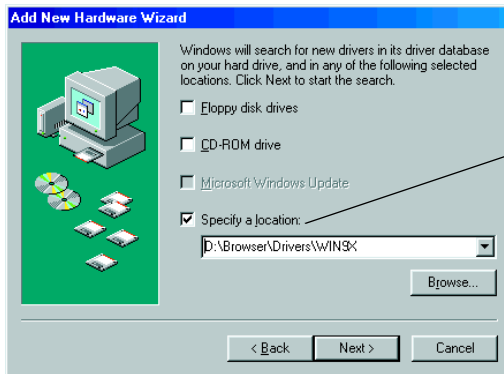 Add New Hardware Wizard
Windows will search for new drivers in its driver database
on your hard drive, and in any of the following selected
locations. Click Next to start the search.
Floppy disk drives
CD-ROM drive
Microsoft Windows Update
Specify a location:
D:\Browser\Drivers\WIN9X
Browse...
< Back
Next >
Cancel